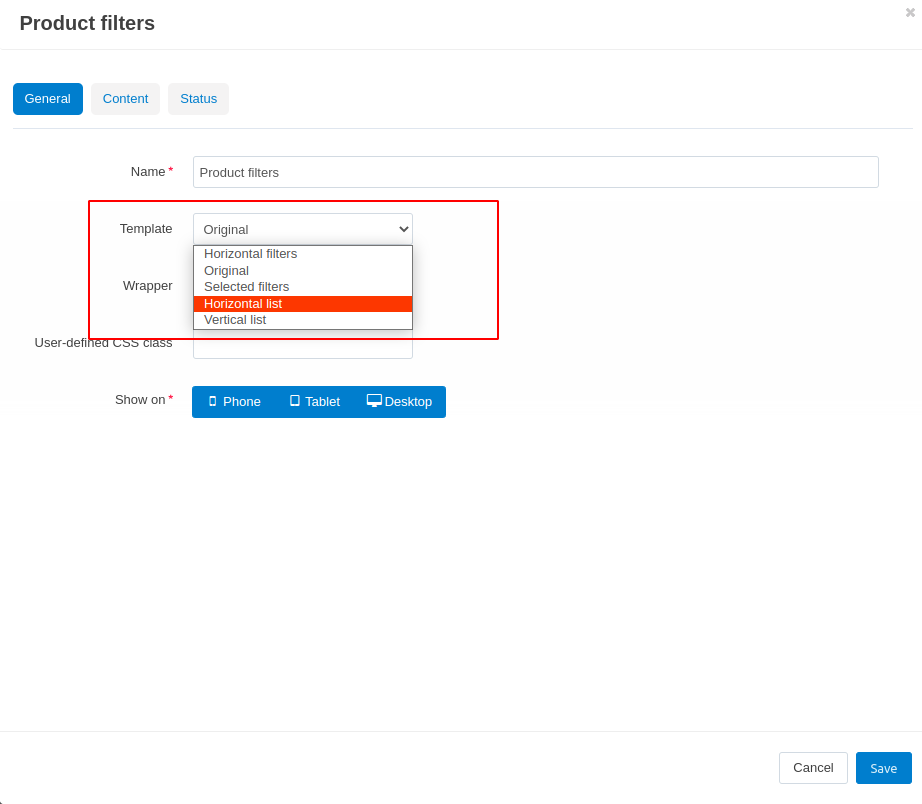 Product filters
General Content Status
Name * Product filters
Template Original
Horizontal filters
Original
Wrapper Selected filters
Horizontal list
Vertical list
User-defined CSS class
Show on * Phone Tablet Desktop
Cancel Save